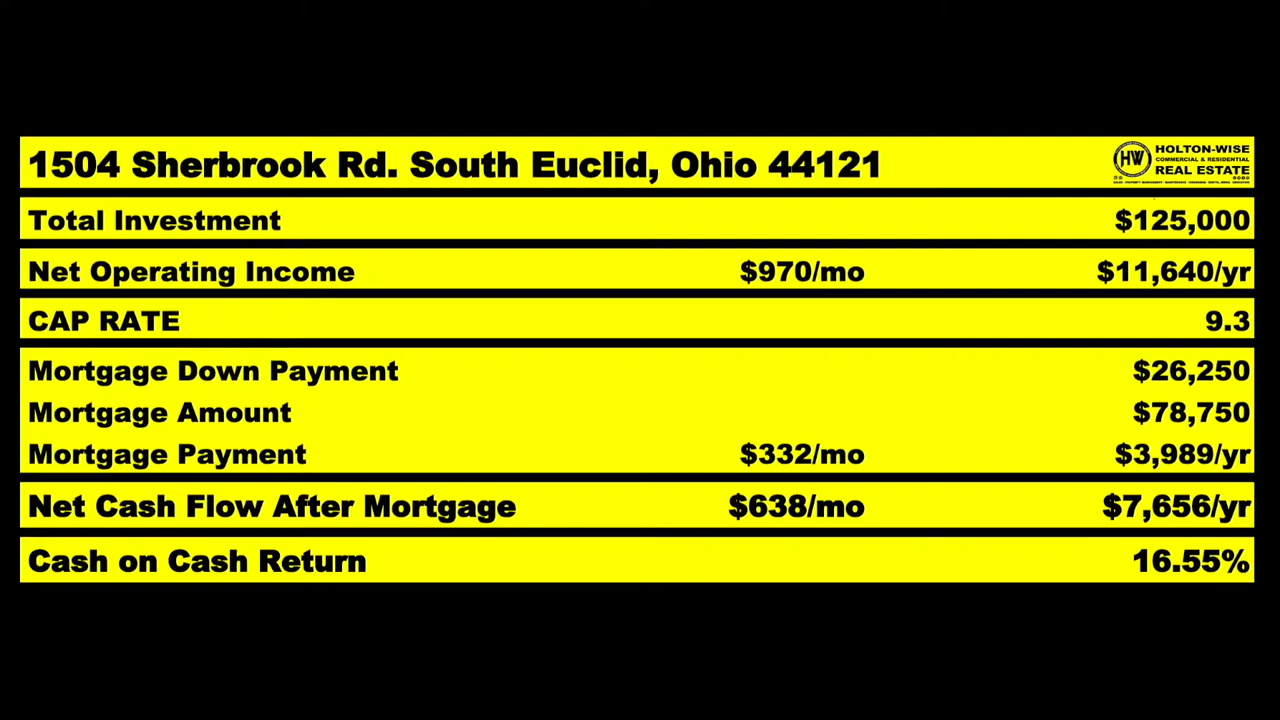 1504 Sherbrook Rd. South Euclid, Ohio 44121
HOLTON-WISE
COMMERCIAL & RESIDENTIAL
REAL ESTATE
HW
Total Investment $125,000
Net Operating Income $970/mo $11,640/yr
CAP RATE 9.3
Mortgage Down Payment $26,250
Mortgage Amount $78,750
Mortgage Payment $332/mo $3,989/yr
Net Cash Flow After Mortgage $638/mo $7,656/yr
Cash on Cash Return 16.55%